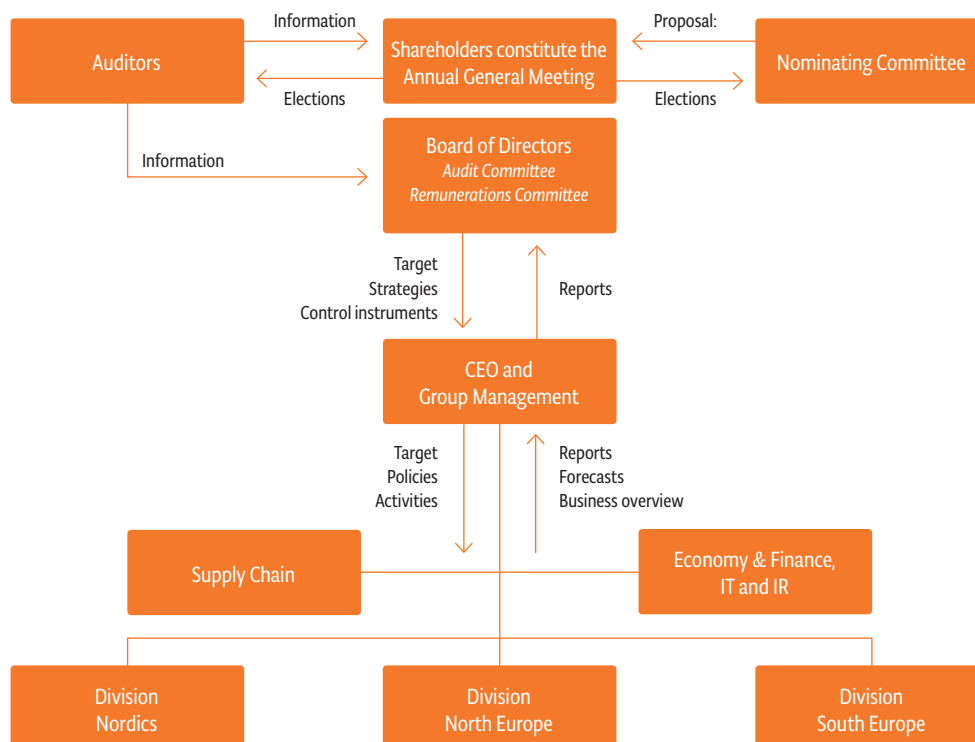 Information
Proposal:
Auditors
Shareholders constitute the
Annual General Meeting
Nominating Committee
Elections
Elections
Board of Directors
Audit Committee
Remunerations Committee
Information
Target
Strategies
Control instruments
Reports
CEO and
Group Management
Target
Policies
Activities
Reports
Forecasts
Business overview
Supply Chain
Economy & Finance,
IT and IR
Division
Nordics
Division
North Europe
Division
South Europe